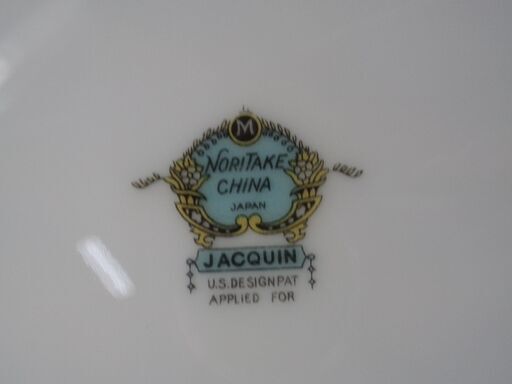 M
NORITAKE
CHINA
JAPAN
JACQUIN
U.S. DESIGN PAT
APPLIED FOR